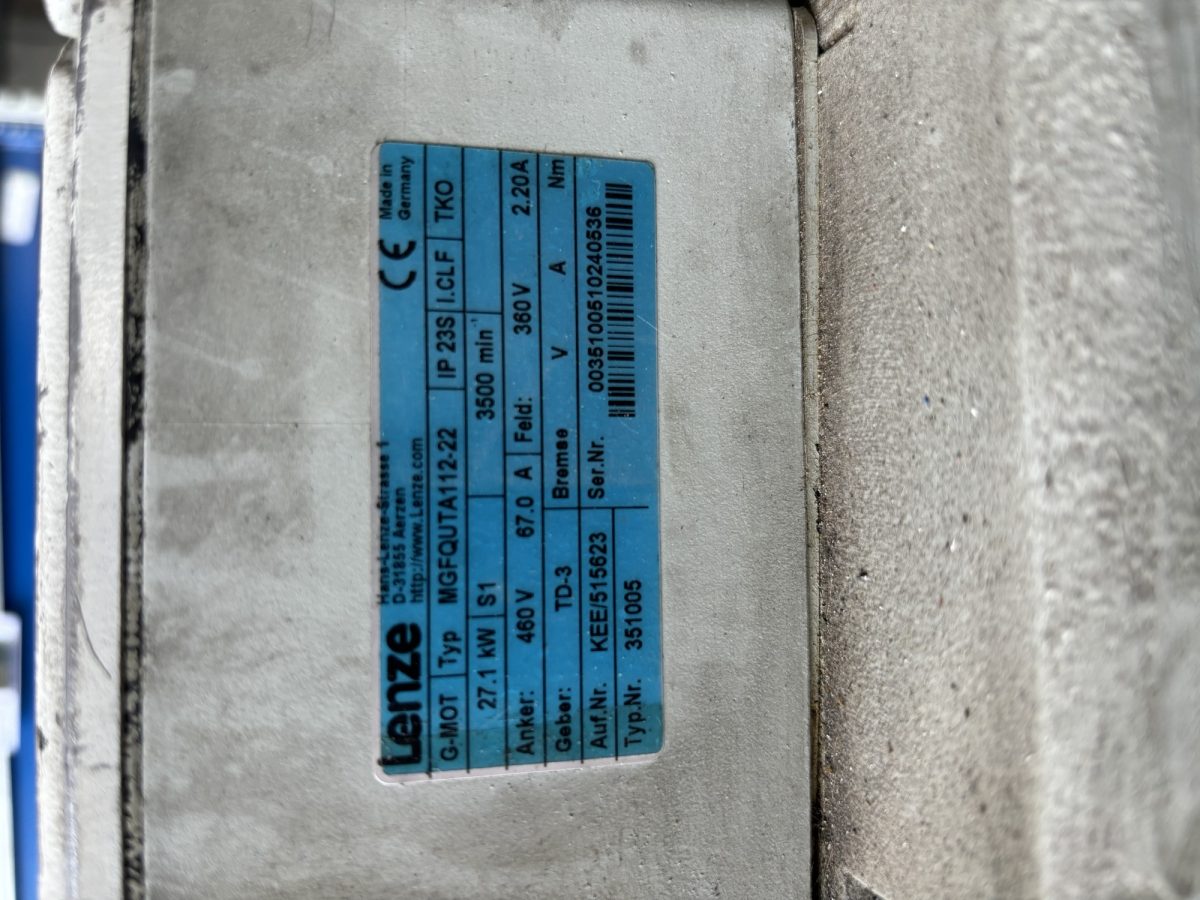 Lenze
Hans-Lenze-Strasse 1
D-31855 Aerzen
http://www.Lenze.com
CE
Made in
Germany
G-MOT Typ MGFQUTA112-22 IP 23S I.CLF TKO
27.1 kW S1 3500 min⁻¹
Anker: 460 V 67.0 A Feld: 360 V 2.20A
Geber: TD-3 Bremse V A Nm
Auf.Nr. KEE/515623 Ser.Nr. 0035100510240536
Typ.Nr. 351005